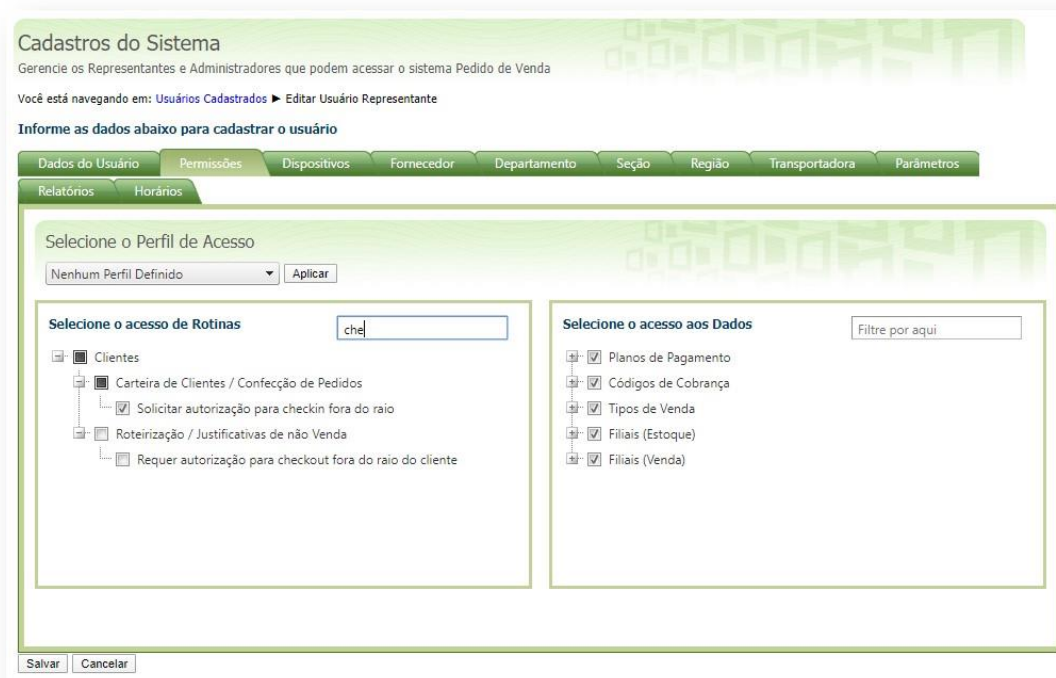 Cadastros do Sistema
Gerencie os Representantes e Administradores que podem acessar o sistema Pedido de Venda
Você está navegando em: Usuários Cadastrados ► Editar Usuário Representante
Informe as dados abaixo para cadastrar o usuário
Dados do Usuário Permissões Dispositivos Fornecedor Departamento Seção Região Transportadora Parâmetros
Relatórios Horários
Selecione o Perfil de Acesso
Nenhum Perfil Definido Aplicar
Selecione o acesso de Rotinas che
Clientes
Carteira de Clientes / Confecção de Pedidos
Solicitar autorização para checkin fora do raio
Roteirização / Justificativas de não Venda
Requer autorização para checkout fora do raio do cliente
Selecione o acesso aos Dados Filtre por aqui
Planos de Pagamento
Códigos de Cobrança
Tipos de Venda
Filiais (Estoque)
Filiais (Venda)
Salvar Cancelar